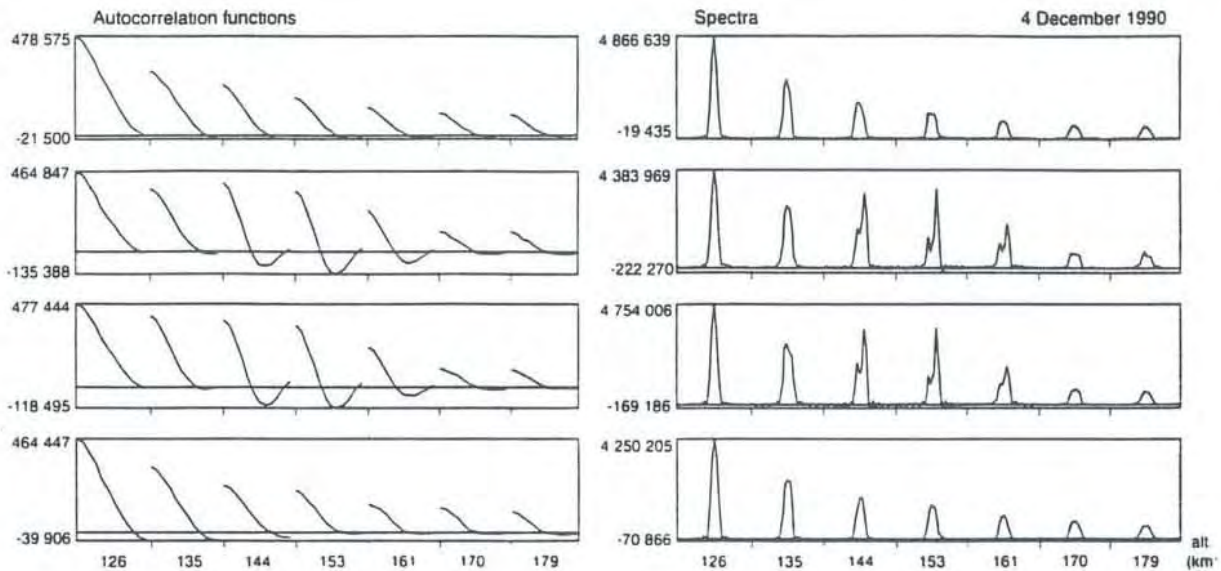 Autocorrelation functions
Spectra 4 December 1990
478 575
-21 500
4 866 639
-19 435
464 847
-135 388
4 383 969
-222 270
477 444
-118 495
4 754 006
-169 186
464 447
-39 906
4 250 205
-70 866
126 135 144 153 161 170 179
126 135 144 153 161 170 179
alt
(km